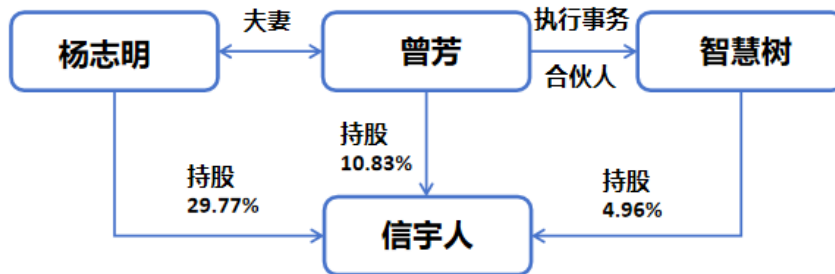 夫妻
执行事务
杨志明
曾芳
智慧树
合伙人
持股
10.83%
持股
29.77%
持股
4.96%
信宇人